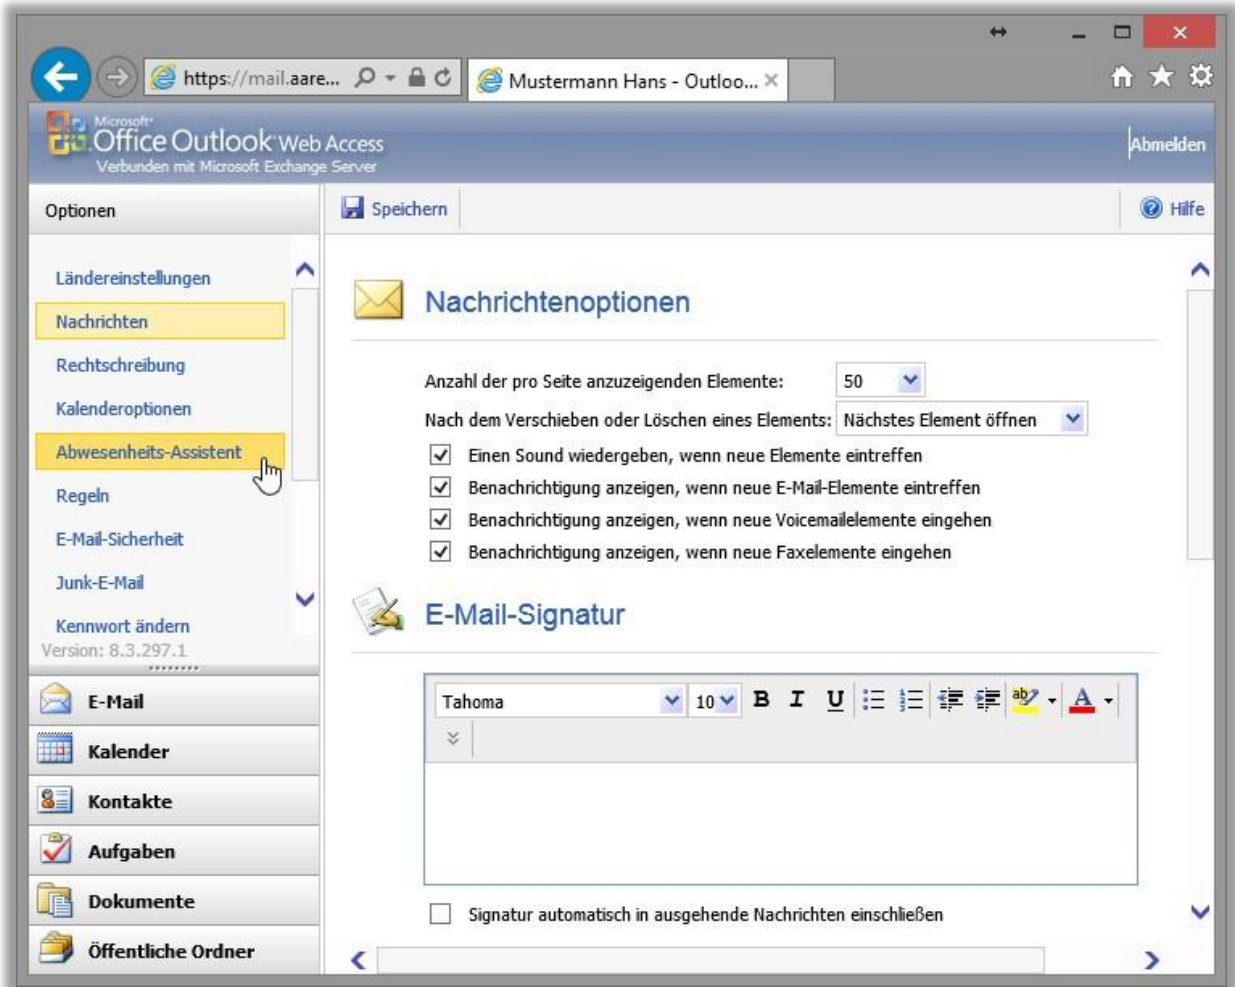 https://mail.aare...
Mustermann Hans - Outloo...
Microsoft
Office Outlook Web Access
Verbunden mit Microsoft Exchange Server
Abmelden
Optionen
Speichern
Hilfe
Ländereinstellungen
Nachrichten
Rechtschreibung
Kalenderoptionen
Abwesenheits-Assistent
Regeln
E-Mail-Sicherheit
Junk-E-Mail
Kennwort ändern
Version: 8.3.297.1
E-Mail
Kalender
Kontakte
Aufgaben
Dokumente
Öffentliche Ordner
Nachrichtenoptionen
Anzahl der pro Seite anzuzeigenden Elemente: 50
Nach dem Verschieben oder Löschen eines Elements: Nächstes Element öffnen
Einen Sound wiedergeben, wenn neue Elemente eintreffen
Benachrichtigung anzeigen, wenn neue E-Mail-Elemente eintreffen
Benachrichtigung anzeigen, wenn neue Voicemailelemente eingehen
Benachrichtigung anzeigen, wenn neue Faxelemente eingehen
E-Mail-Signatur
Tahoma 10 B I U ab A
Signatur automatisch in ausgehende Nachrichten einschließen